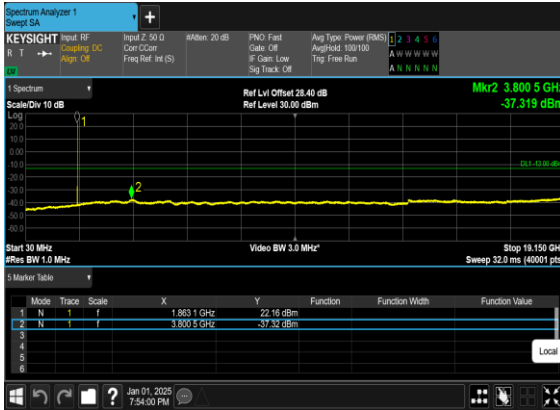 Spectrum Analyzer 1
Swept SA
+
KEYSIGHT Input: RF Input Z: 50 Ω #Atten: 20 dB PNO: Fast Avg Type: Power (RMS) 1 2 3 4 5 6
R T Coupling: DC Corr CCorr Gate: Off Avg|Hold: 100/100 A W W W W W
Align: Off Freq Ref: Int (S) IF Gain: Low Trig: Free Run
Sig Track: Off A N N N N N
1 Spectrum Ref Lvl Offset 28.40 dB Mkr2 3.800 5 GHz
Scale/Div 10 dB Ref Level 30.00 dBm -37.319 dBm
Log
1
20.0
10.0
0.00
-10.0
DL1 -13.00 dBm
-20.0
-30.0
2
-40.0
-50.0
-60.0
Start 30 MHz Video BW 3.0 MHz* Stop 19.150 GHz
#Res BW 1.0 MHz Sweep 32.0 ms (40001 pts)
5 Marker Table
Mode Trace Scale X Y Function Function Width Function Value
1 N 1 f 1.863 1 GHz 22.16 dBm
2 N 1 f 3.800 5 GHz -37.32 dBm
3
4
5
6
Local
? Jan 01, 2025
7:54:00 PM